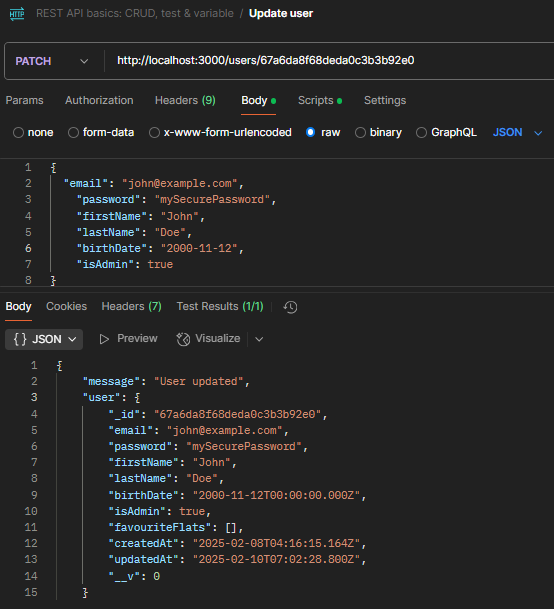 HTTP REST API basics: CRUD, test & variable / Update user
PATCH http://localhost:3000/users/67a6da8f68deda0c3b3b92e0
Params Authorization Headers (9) Body Scripts Settings
none form-data x-www-form-urlencoded raw binary GraphQL JSON
1 {
2 "email": "john@example.com",
3 "password": "mySecurePassword",
4 "firstName": "John",
5 "lastName": "Doe",
6 "birthDate": "2000-11-12",
7 "isAdmin": true
8 }
Body Cookies Headers (7) Test Results (1/1)
{ } JSON Preview Visualize
1 {
2 "message": "User updated",
3 "user": {
4 "_id": "67a6da8f68deda0c3b3b92e0",
5 "email": "john@example.com",
6 "password": "mySecurePassword",
7 "firstName": "John",
8 "lastName": "Doe",
9 "birthDate": "2000-11-12T00:00:00.000Z",
10 "isAdmin": true,
11 "favouriteFlats": [],
12 "createdAt": "2025-02-08T04:16:15.164Z",
13 "updatedAt": "2025-02-10T07:02:28.800Z",
14 "__v": 0
15 }